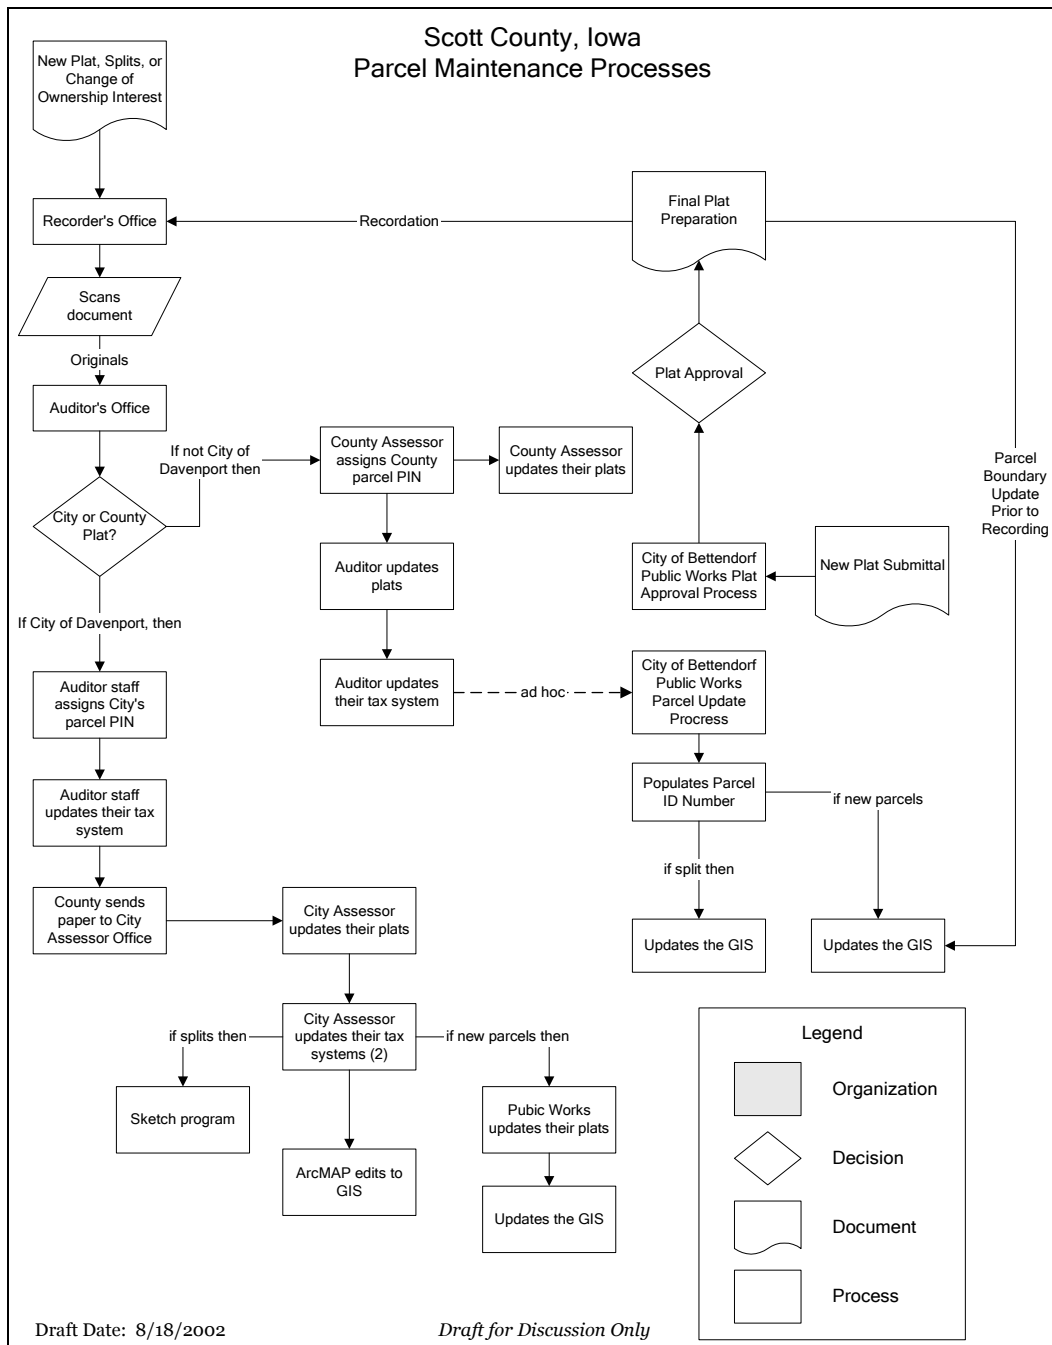 Scott County, Iowa
Parcel Maintenance Processes
New Plat, Splits, or
Change of
Ownership Interest
Recorder's Office
Recordation
Final Plat
Preparation
Scans
document
Originals
Auditor's Office
Plat Approval
If not City of
Davenport then
County Assessor
assigns County
parcel PIN
County Assessor
updates their plats
Parcel
Boundary
Update
Prior to
Recording
City or County
Plat?
Auditor updates
plats
City of Bettendorf
Public Works Plat
Approval Process
New Plat Submittal
If City of Davenport, then
Auditor staff
assigns City's
parcel PIN
Auditor updates
their tax system
ad hoc
City of Bettendorf
Public Works
Parcel Update
Procress
Auditor staff
updates their tax
system
Populates Parcel
ID Number
if new parcels
if split then
County sends
paper to City
Assessor Office
City Assessor
updates their plats
Updates the GIS
Updates the GIS
if splits then
City Assessor
updates their tax
systems (2)
if new parcels then
Sketch program
ArcMAP edits to
GIS
Pubic Works
updates their plats
Updates the GIS
Legend
Organization
Decision
Document
Process
Draft Date: 8/18/2002
Draft for Discussion Only